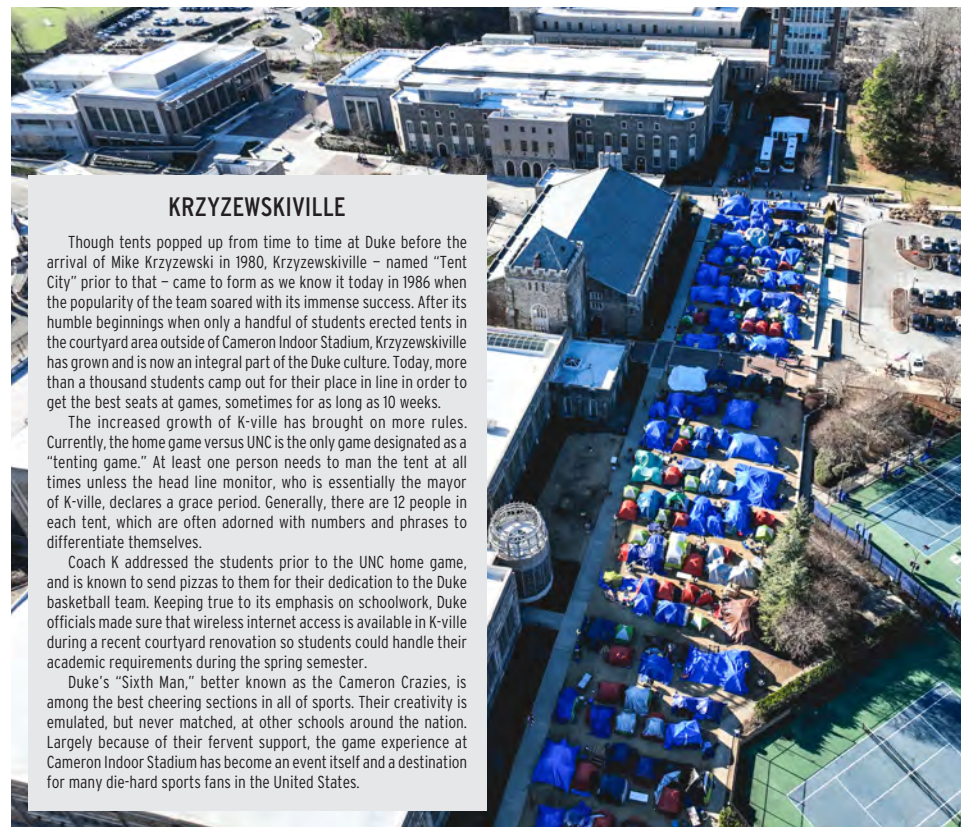 KRZYZEWSKIVILLE
Though tents popped up from time to time at Duke before the
arrival of Mike Krzyzewski in 1980, Krzyzewskiville – named “Tent
City” prior to that – came to form as we know it today in 1986 when
the popularity of the team soared with its immense success. After its
humble beginnings when only a handful of students erected tents in
the courtyard area outside of Cameron Indoor Stadium, Krzyzewskiville
has grown and is now an integral part of the Duke culture. Today, more
than a thousand students camp out for their place in line in order to
get the best seats at games, sometimes for as long as 10 weeks.
The increased growth of K-ville has brought on more rules.
Currently, the home game versus UNC is the only game designated as a
“tenting game.” At least one person needs to man the tent at all
times unless the head line monitor, who is essentially the mayor
of K-ville, declares a grace period. Generally, there are 12 people in
each tent, which are often adorned with numbers and phrases to
differentiate themselves.
Coach K addressed the students prior to the UNC home game,
and is known to send pizzas to them for their dedication to the Duke
basketball team. Keeping true to its emphasis on schoolwork, Duke
officials made sure that wireless internet access is available in K-ville
during a recent courtyard renovation so students could handle their
academic requirements during the spring semester.
Duke’s “Sixth Man,” better known as the Cameron Crazies, is
among the best cheering sections in all of sports. Their creativity is
emulated, but never matched, at other schools around the nation.
Largely because of their fervent support, the game experience at
Cameron Indoor Stadium has become an event itself and a destination
for many die-hard sports fans in the United States.